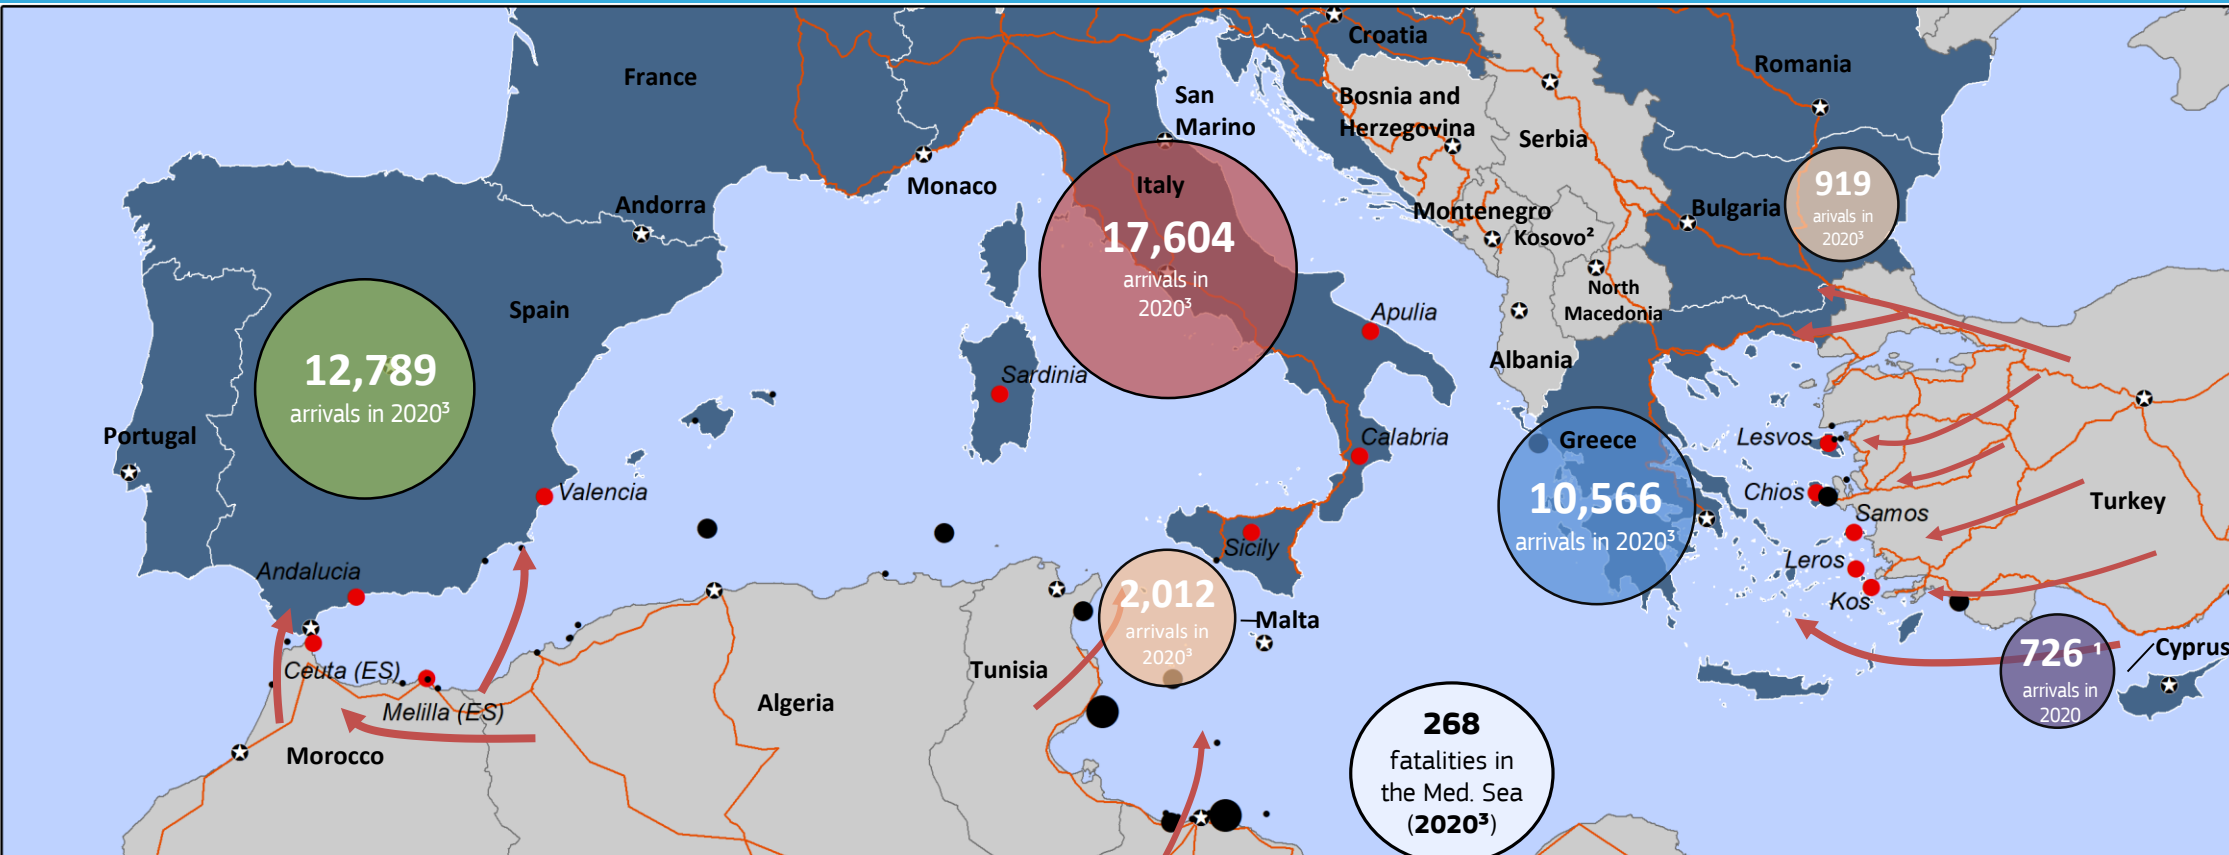 Croatia
France
Romania
San
Marino
Bosnia and
Herzegovina
Serbia
Monaco
Italy
17,604
arrivals in
2020³
919
arivals in
2020³
Andorra
Montenegro
Bulgaria
Kosovo²
North
Macedonia
Spain
Apulia
Albania
12,789
arrivals in 2020³
Sardinia
Portugal
Calabria
Greece
10,566
arrivals in 2020³
Lesvos
Valencia
Chios
Turkey
Samos
Sicily
Andalucia
Leros
Kos
2,012
arrivals in
2020³
Malta
726 ¹
arrivals in
2020
Cyprus
Ceuta (ES)
Tunisia
Melilla (ES)
Algeria
Morocco
268
fatalities in
the Med. Sea
(2020³)